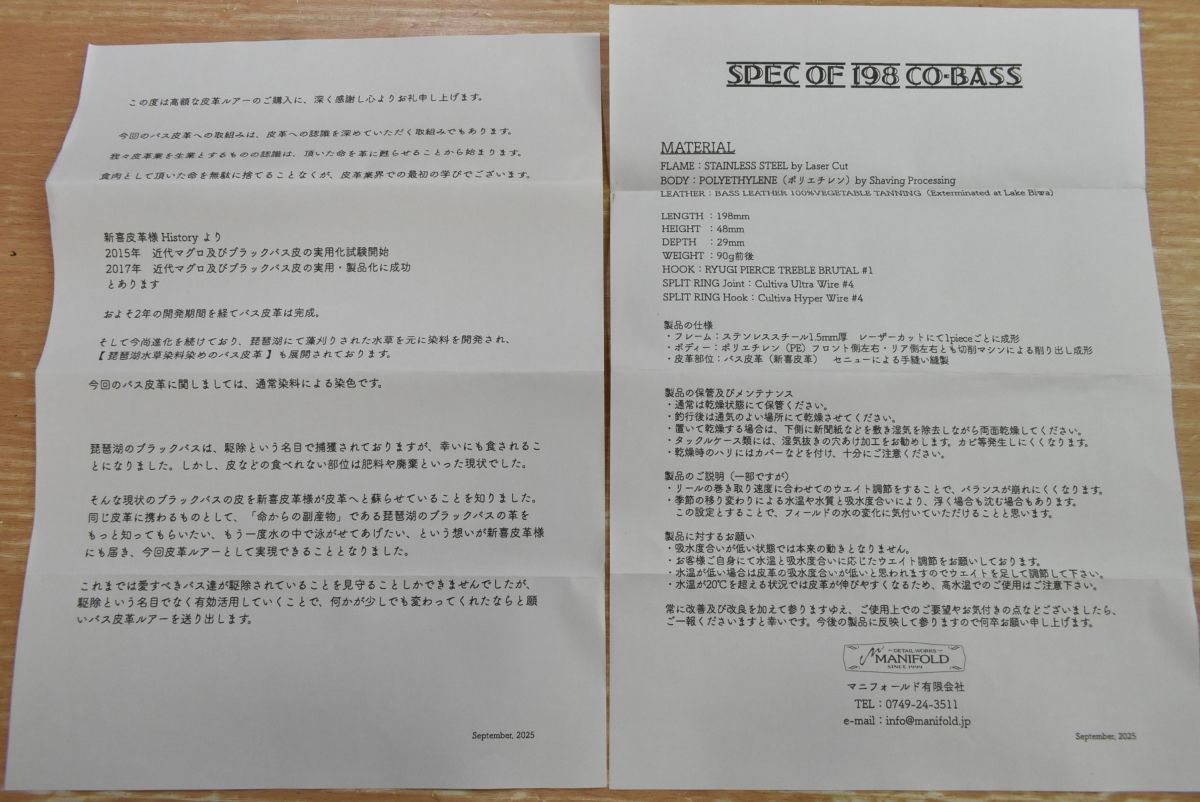 この度は高額な皮革ルアーのご購入に、深く感謝し心よりお礼申し上げます。
今回のバス皮革への取組みは、皮革への認識を深めていただく取組みでもあります。
我々皮革業を生業とするものの認識は、頂いた命を革に甦らせることから始まります。
食肉として頂いた命を無駄に捨てることなくが、皮革業界での最初の学びでございます。
新喜皮革様 History より
2015年　近代マグロ及びブラックバス皮の実用化試験開始
2017年　近代マグロ及びブラックバス皮の実用・製品化に成功
とあります
およそ2年の開発期間を経てバス皮革は完成。
そして今尚進化を続けており、琵琶湖にて藻刈りされた水草を元に染料を開発され、
【 琵琶湖水草染料染めのバス皮革 】も展開されております。
今回のバス皮革に関しましては、通常染料による染色です。
琵琶湖のブラックバスは、駆除という名目で捕獲されておりますが、幸いにも食されるこ
とになりました。しかし、皮などの食べれない部位は肥料や廃棄といった現状でした。
そんな現状のブラックバスの皮を新喜皮革様が皮革へと蘇らせていることを知りました。
同じ皮革に携わるものとして、「命からの副産物」である琵琶湖のブラックバスの革を
もっと知ってもらいたい、もう一度水の中で泳がせてあげたい、という想いが新喜皮革様
にも届き、今回皮革ルアーとして実現できることとなりました。
これまでは愛すべきバス達が駆除されていることを見守ることしかできませんでしたが、
駆除という名目でなく有効活用していくことで、何かが少しでも変わってくれたならと願
いバス皮革ルアーを送り出します。
September, 2025
SPEC OF 198 CO-BASS
MATERIAL
FLAME：STAINLESS STEEL by Laser Cut
BODY：POLYETHYLENE（ポリエチレン）by Shaving Processing
LEATHER：BASS LEATHER 100%VEGETABLE TANNING（Exterminated at Lake Biwa）
LENGTH ：198mm
HEIGHT ：48mm
DEPTH ：29mm
WEIGHT ：90g前後
HOOK：RYUGI PIERCE TREBLE BRUTAL #1
SPLIT RING Joint：Cultiva Ultra Wire #4
SPLIT RING Hook：Cultiva Hyper Wire #4
製品の仕様
・フレーム：ステンレススチール1.5mm厚　レーザーカットにて1pieceごとに成形
・ボディー：ポリエチレン（PE）フロント側左右・リア側左右とも切削マシンによる削り出し成形
・皮革部位：バス皮革（新喜皮革）　セニューによる手縫い縫製
製品の保管及びメンテナンス
・通常は乾燥状態にて保管ください。
・釣行後は通気のよい場所にて乾燥させてください。
・置いて乾燥する場合は、下側に新聞紙などを敷き湿気を除去しながら両面乾燥してください。
・タックルケース類には、湿気抜きの穴あけ加工をお勧めします。カビ等発生しにくくなります。
・乾燥時のハリにはカバーなどを付け、十分にご注意ください。
製品のご説明（一部ですが）
・リールの巻き取り速度に合わせてのウエイト調節をすることで、バランスが崩れにくくなります。
・季節の移り変わりによる水温や水質と吸水度合いにより、浮く場合も沈む場合もあります。
この設定とすることで、フィールドの水の変化に気付いていただけることと思います。
製品に対するお願い
・吸水度合いが低い状態では本来の動きとなりません。
・お客様ご自身にて水温と吸水度合いに応じたウエイト調節をお願いしております。
・水温が低い場合は皮革の吸水度合いが低いと思われますのでウエイトを足して調節して下さい。
・水温が20℃を超える状況では皮革が伸びやすくなるため、高水温でのご使用はご注意下さい。
常に改善及び改良を加えて参りますゆえ、ご使用上でのご要望やお気付きの点などございましたら、
ご一報くださいますと幸いです。今後の製品に反映して参りますので何卒お願い申し上げます。
DETAIL WORKS
MANIFOLD
SINCE 1999
マニフォールド有限会社
TEL：0749-24-3511
e-mail：info@manifold.jp
September, 2025